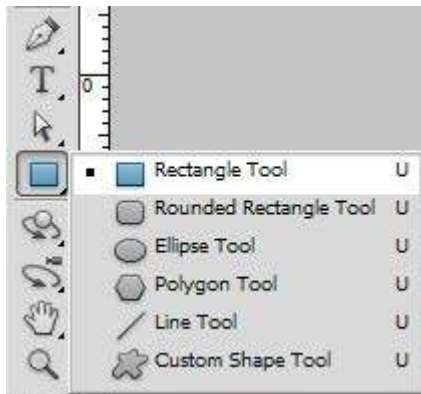 T
0
Rectangle Tool U
Rounded Rectangle Tool U
Ellipse Tool U
Polygon Tool U
Line Tool U
Custom Shape Tool U